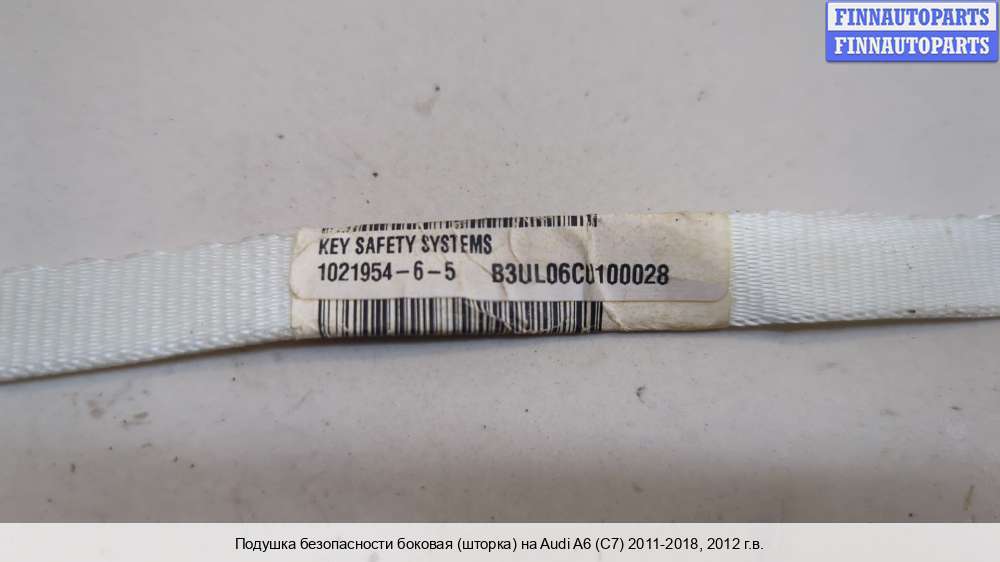 FINNAUTOPARTS
FINNAUTOPARTS
KEY SAFETY SYSTEMS
1021954-6-5 B3UL06C0100028
Подушка безопасности боковая (шторка) на Audi A6 (C7) 2011-2018, 2012 г.в.